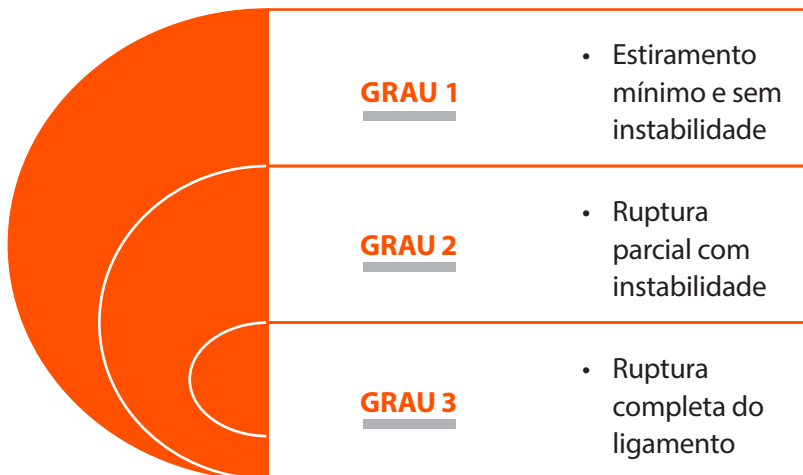 GRAU 1
• Estiramento
mínimo e sem
instabilidade
GRAU 2
• Ruptura
parcial com
instabilidade
GRAU 3
• Ruptura
completa do
ligamento